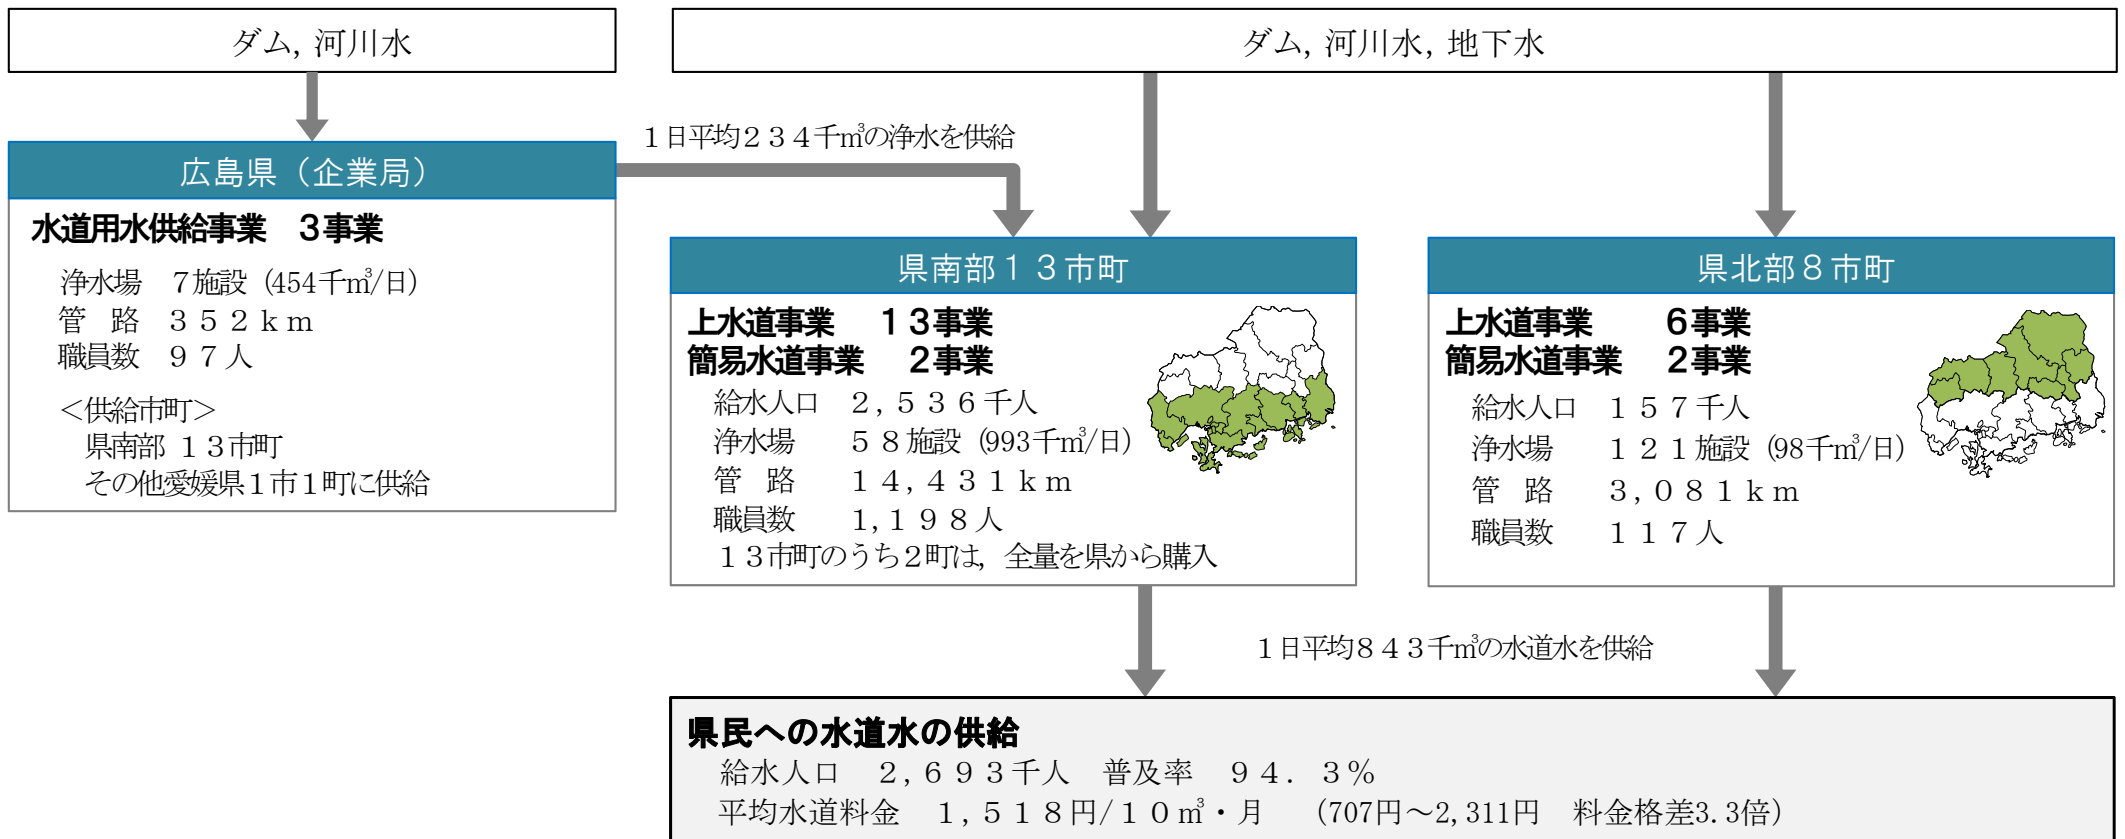 ダム, 河川水
ダム, 河川水, 地下水
1日平均234千㎥の浄水を供給
広島県（企業局）
水道用水供給事業　3事業
浄水場　7施設（454千㎥/日）
管　路　352ｋｍ
職員数　97人
＜供給市町＞
県南部 13市町
その他愛媛県1市1町に供給
県南部13市町
上水道事業　13事業
簡易水道事業　2事業
給水人口　2,536千人
浄水場　58施設（993千㎥/日）
管　路　14,431ｋｍ
職員数　1,198人
13市町のうち2町は，全量を県から購入
県北部8市町
上水道事業　6事業
簡易水道事業　2事業
給水人口　157千人
浄水場　121施設（98千㎥/日）
管　路　3,081ｋｍ
職員数　117人
1日平均843千㎥の水道水を供給
県民への水道水の供給
給水人口　2,693千人　普及率　94．3％
平均水道料金　1,518円/10㎥・月　（707円～2,311円　料金格差3.3倍）